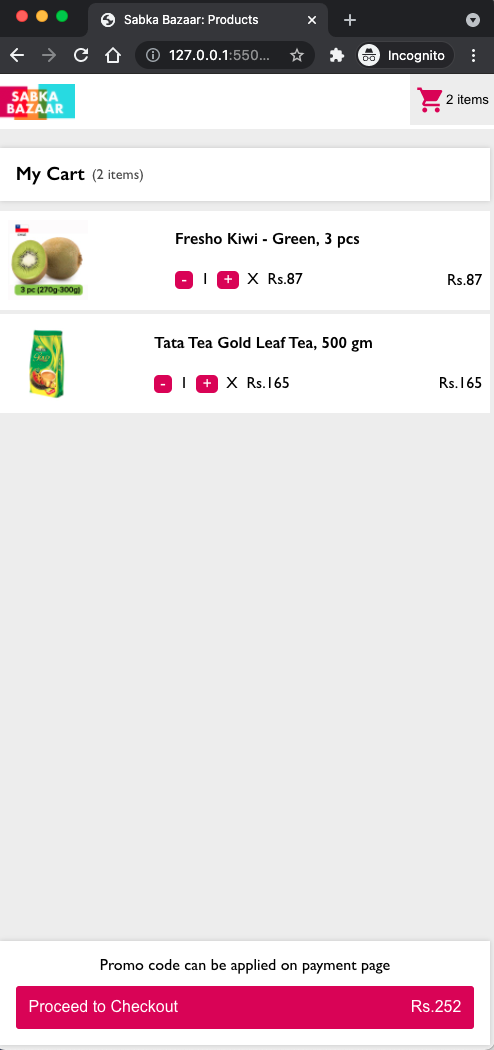 Sabka Bazaar: Products
127.0.0.1:550...
Incognito
SABKA
BAZAAR
2 items
My Cart (2 items)
Fresho Kiwi - Green, 3 pcs
3 pc (270g-300g)
- 1 + X Rs.87 Rs.87
Tata Tea Gold Leaf Tea, 500 gm
- 1 + X Rs.165 Rs.165
Promo code can be applied on payment page
Proceed to Checkout Rs.252